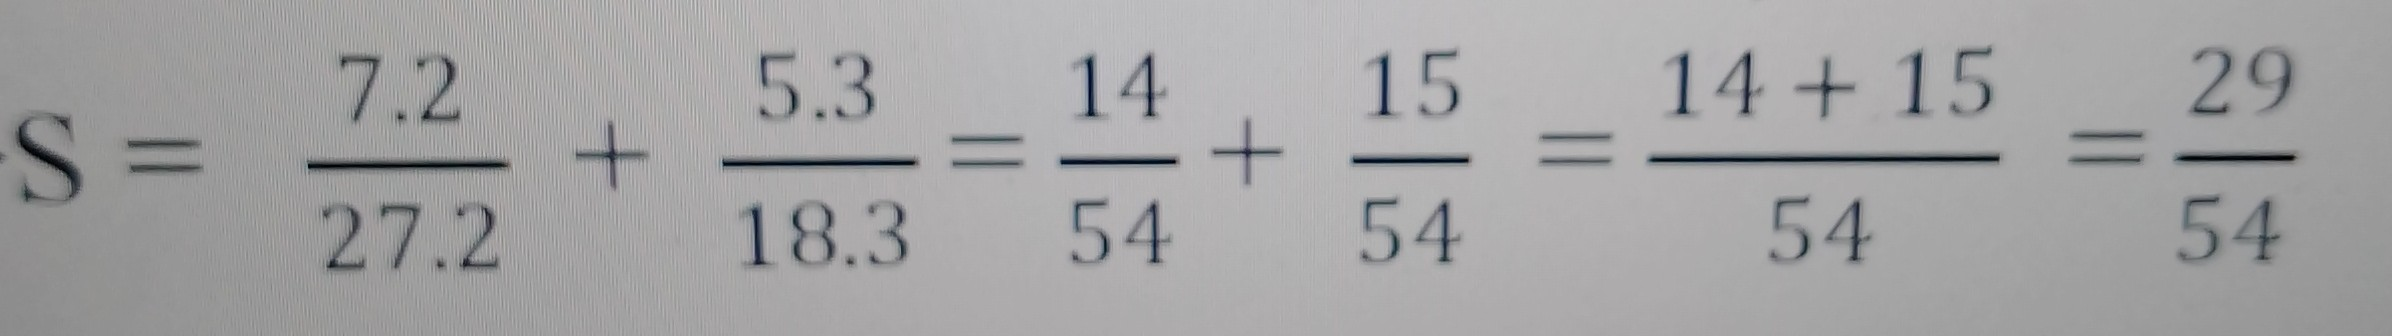 S = 7.2/27.2 + 5.3/18.3 = 14/54 + 15/54 = 14 + 15/54 = 29/54